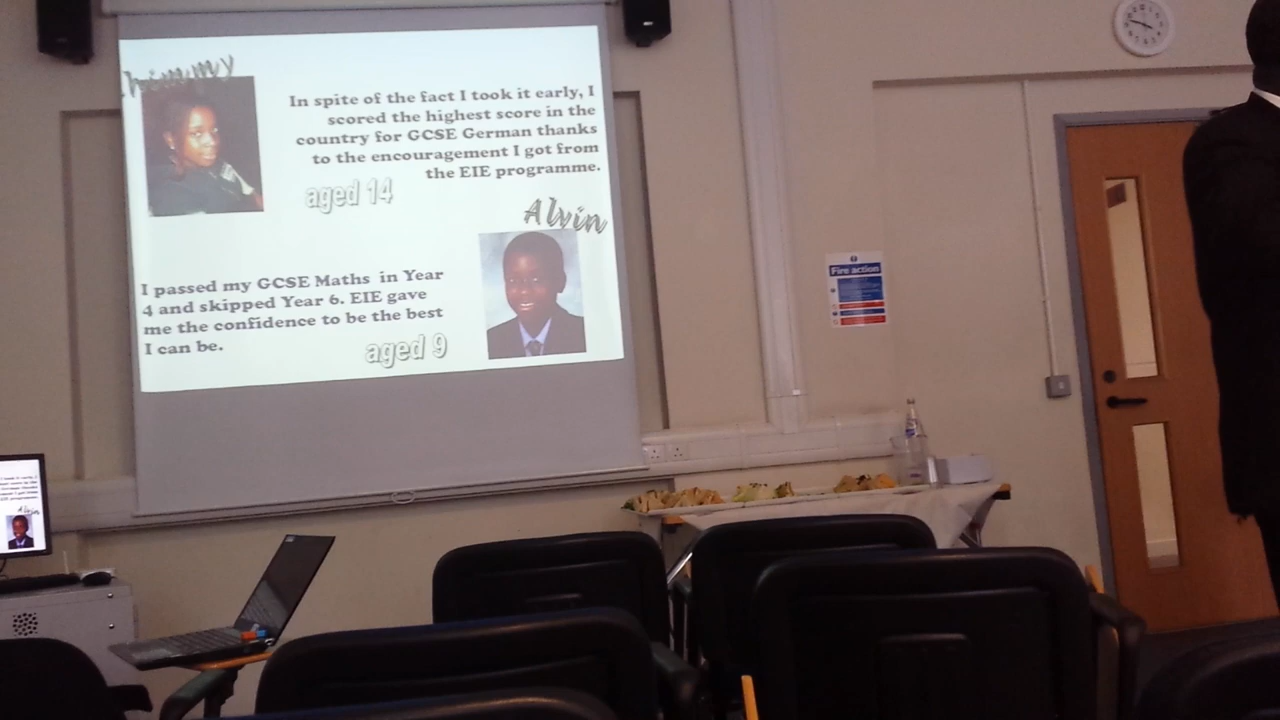 himmy
In spite of the fact I took it early, I
scored the highest score in the
country for GCSE German thanks
to the encouragement I got from
the EIE programme.
aged 14
Alvin
I passed my GCSE Maths in Year
4 and skipped Year 6. EIE gave
me the confidence to be the best
I can be.
aged 9
Fire action
Alvin